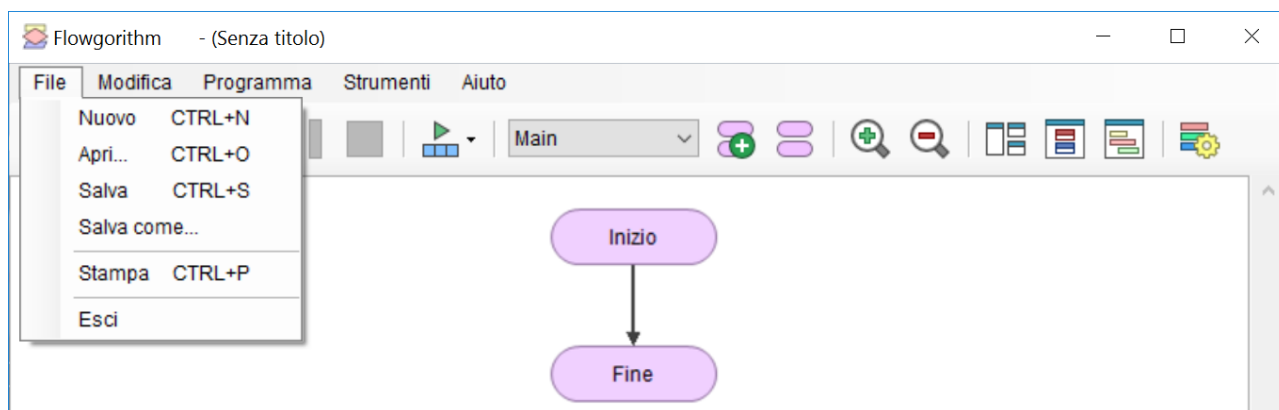 Flowgorithm - (Senza titolo)
File Modifica Programma Strumenti Aiuto
Nuovo CTRL+N
Apri... CTRL+O
Salva CTRL+S
Salva come...
Stampa CTRL+P
Esci
Main
Inizio
Fine